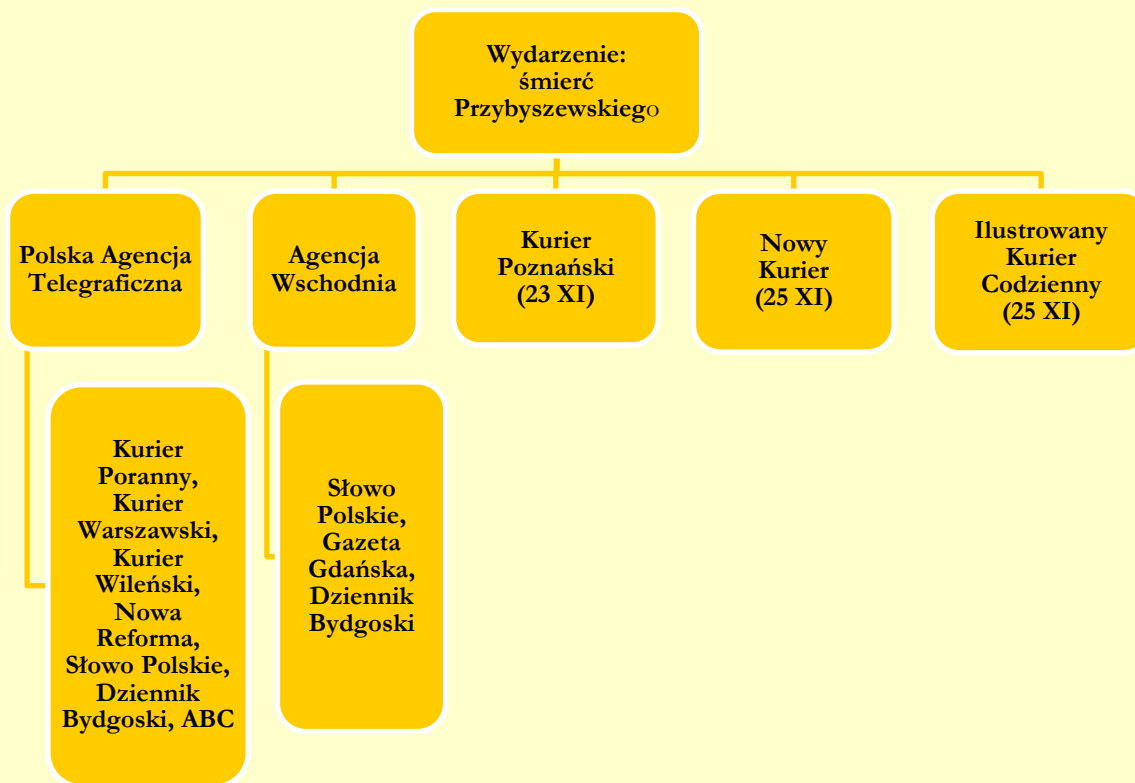 Wydarzenie:
śmierć
Przybyszewskiego
Polska Agencja
Telegraficzna
Agencja
Wschodnia
Kurier
Poznański
(23 XI)
Nowy
Kurier
(25 XI)
Ilustrowany
Kurier
Codzienny
(25 XI)
Kurier
Poranny,
Kurier
Warszawski,
Kurier
Wileński,
Nowa
Reforma,
Słowo Polskie,
Dziennik
Bydgoski, ABC
Słowo
Polskie,
Gazeta
Gdańska,
Dziennik
Bydgoski